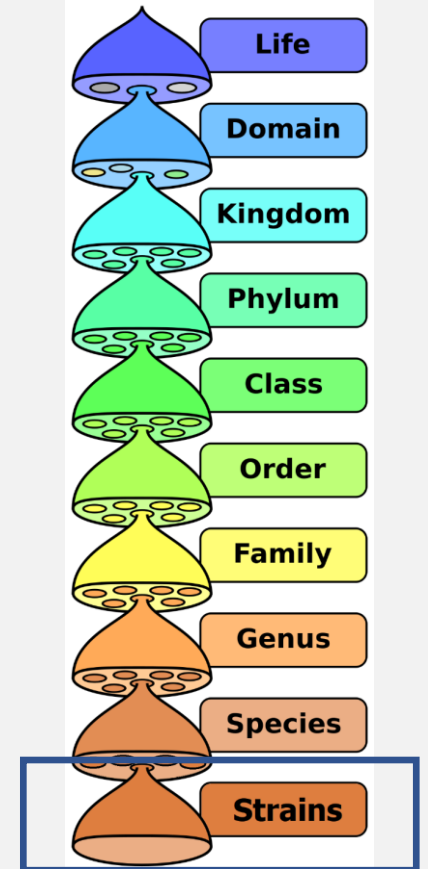 Life
Domain
Kingdom
Phylum
Class
Order
Family
Genus
Species
Strains